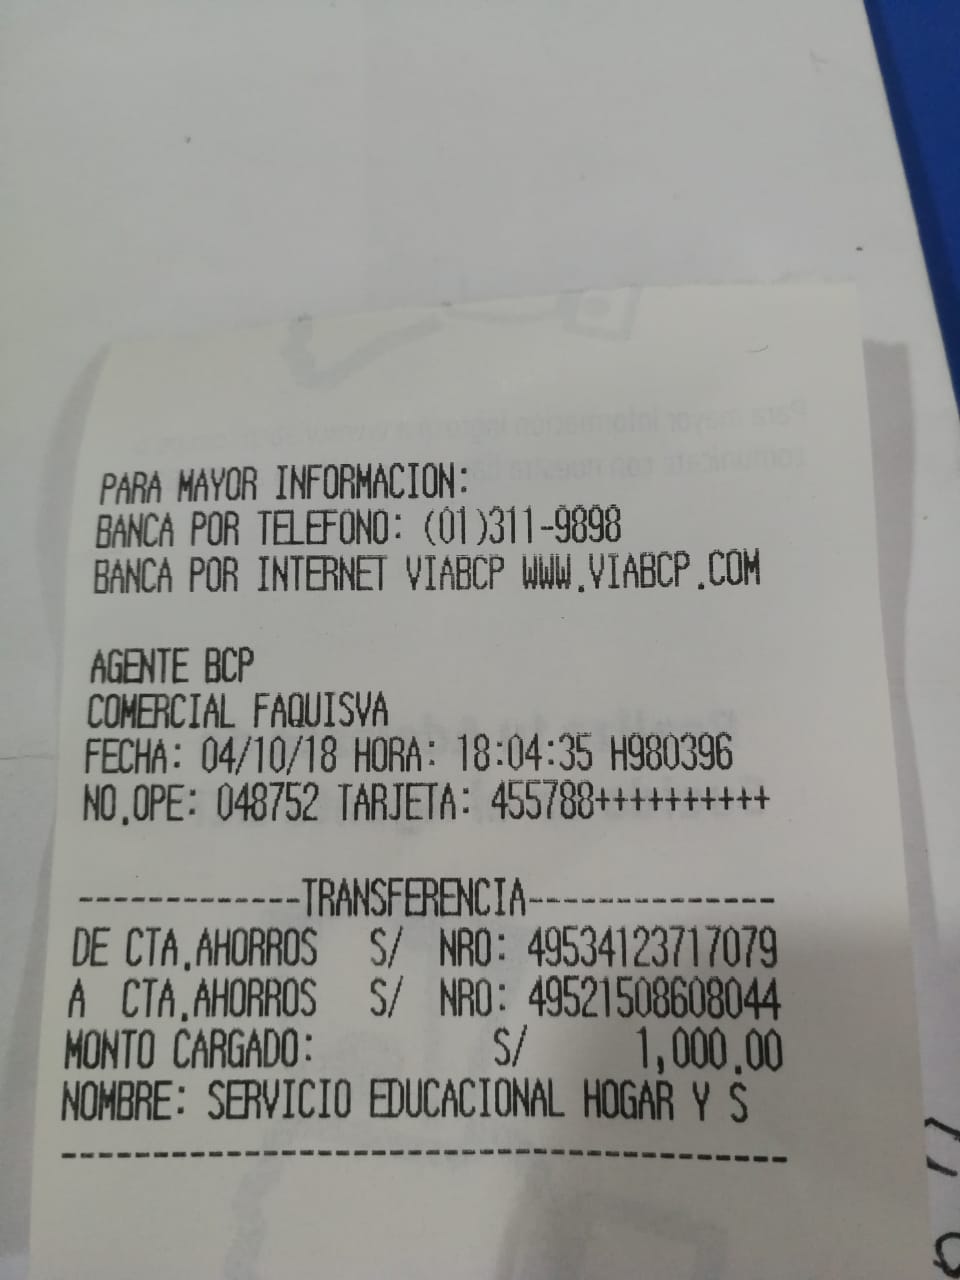 PARA MAYOR INFORMACION:
BANCA POR TELEFONO: (01)311-9898
BANCA POR INTERNET VIABCP WWW.VIABCP.COM
AGENTE BCP
COMERCIAL FAQUISVA
FECHA: 04/10/18 HORA: 18:04:35 H980396
NO.OPE: 048752 TARJETA: 455788++++++++++
-------------TRANSFERENCIA--------------
DE CTA.AHORROS S/ NRO: 49534123717079
A CTA.AHORROS S/ NRO: 49521508608044
MONTO CARGADO: S/ 1,000.00
NOMBRE: SERVICIO EDUCACIONAL HOGAR Y S